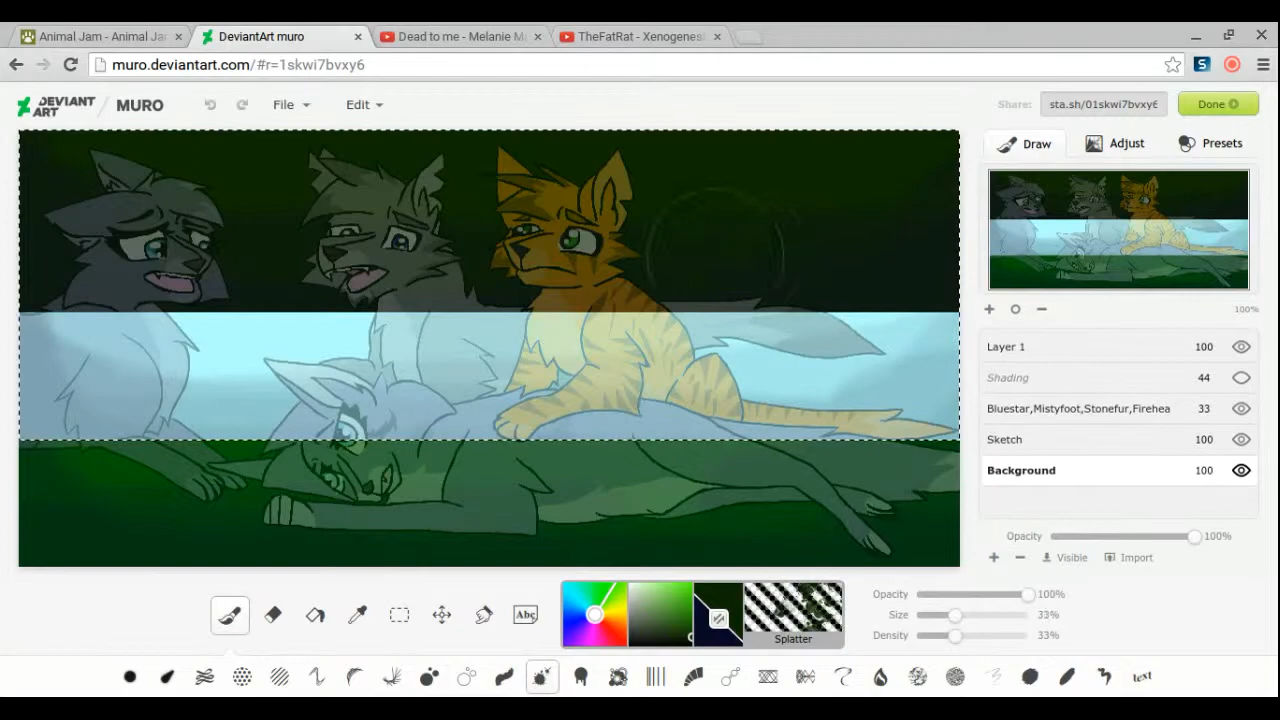 Animal Jam - Animal Ja
DeviantArt muro
Dead to me - Melanie M
TheFatRat - Xenogenes
muro.deviantart.com/#r=1skwi7bvxy6
DEVIANT ART / MURO
File
Edit
Share:
sta.sh/01skwi7bvxy6
Done
Draw
Adjust
Presets
100%
Layer 1 100
Shading 44
Bluestar,Mistyfoot,Stonefur,Firehea 33
Sketch 100
Background 100
Opacity 100%
Visible
Import
Abc
Splatter
Opacity 100%
Size 33%
Density 33%
text